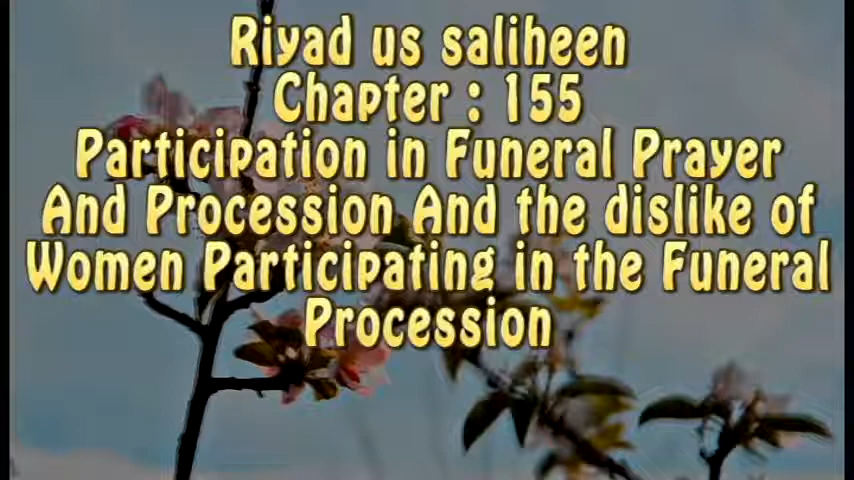 Riyad us saliheen
Chapter : 155
Participation in Funeral Prayer
And Procession And the dislike of
Women Participating in the Funeral
Procession